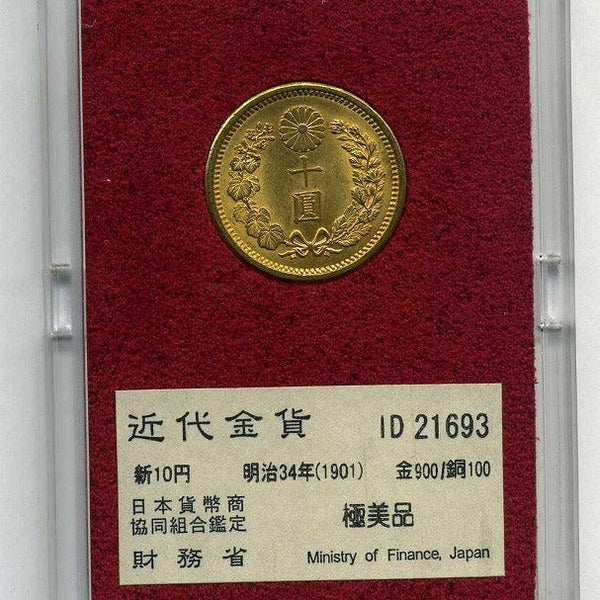 十圓
近代金貨 ID 21693
新10円 明治34年(1901) 金900/銅100
日本貨幣商
協同組合鑑定 極美品
財務省 Ministry of Finance, Japan